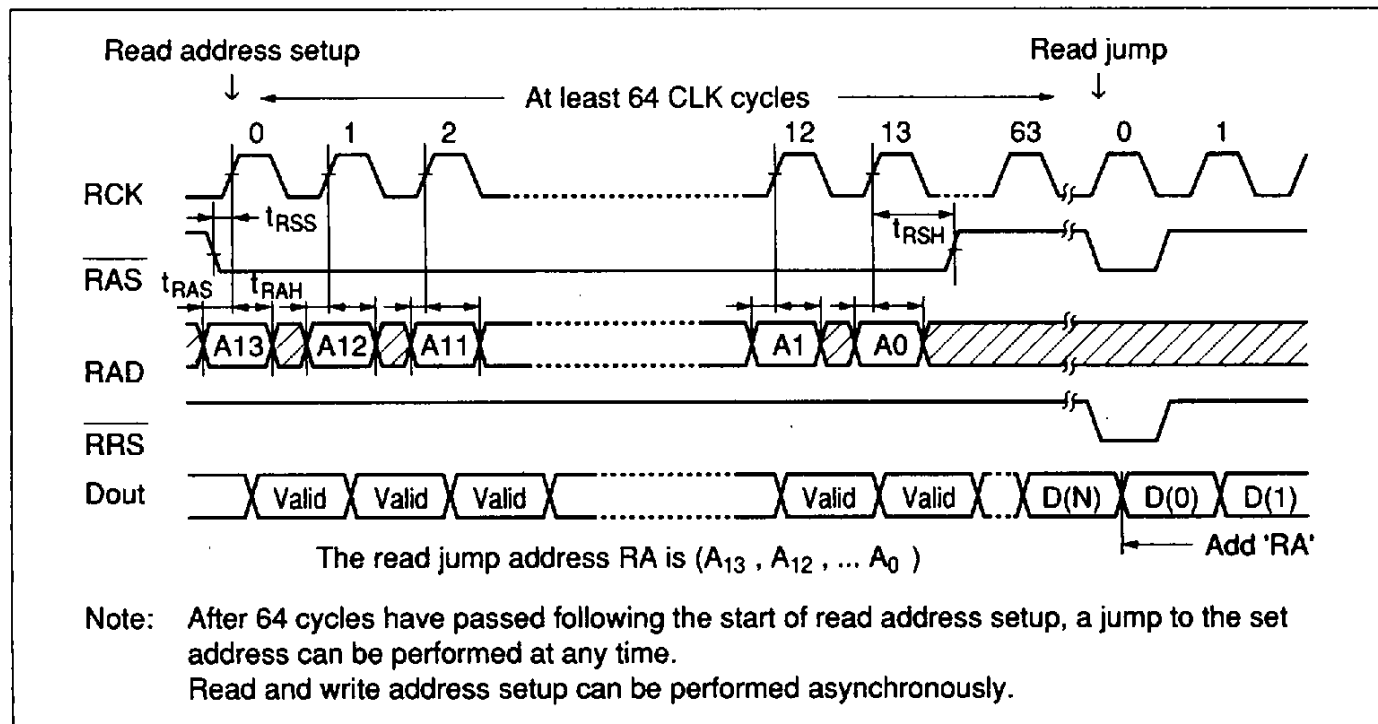 Read address setup Read jump
At least 64 CLK cycles
0 1 2 12 13 63 0 1
RCK
tRSS tRSH
RAS
tRAS tRAH
A13 A12 A11 A1 A0
RAD
RRS
Dout Valid Valid Valid Valid Valid D(N) D(0) D(1)
Add 'RA'
The read jump address RA is (A13 , A12 , ... A0 )
Note: After 64 cycles have passed following the start of read address setup, a jump to the set
address can be performed at any time.
Read and write address setup can be performed asynchronously.